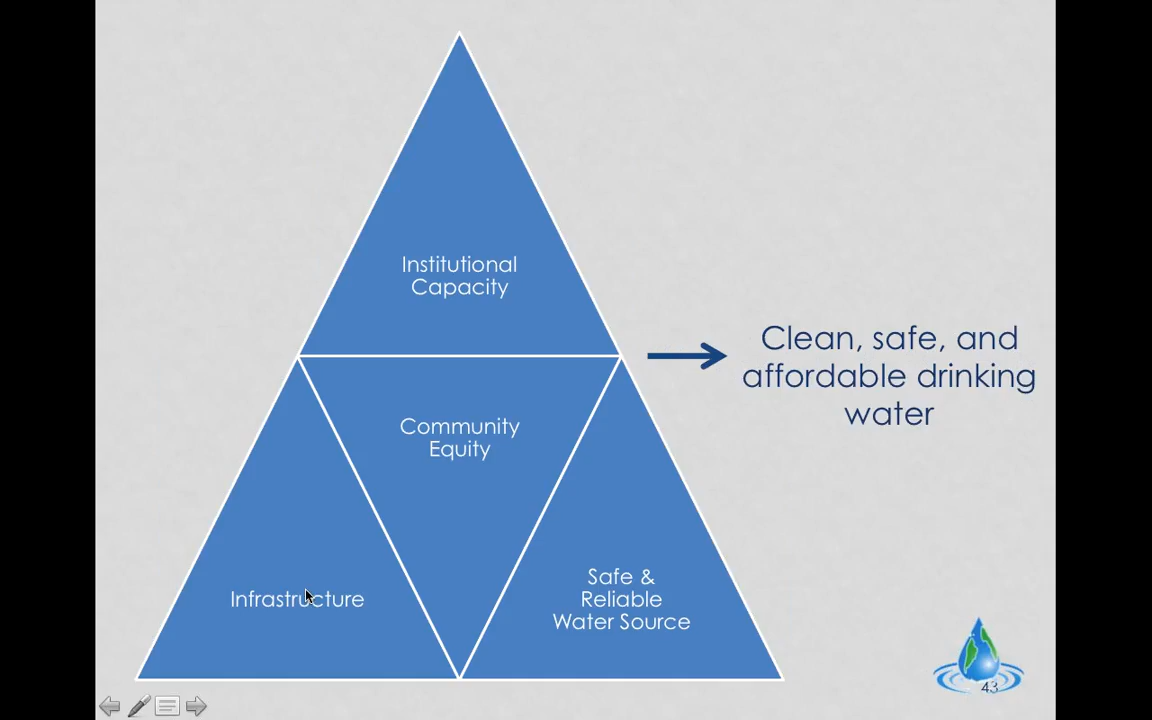 Institutional
Capacity
Clean, safe, and
affordable drinking
water
Community
Equity
Infrastructure
Safe &
Reliable
Water Source
43